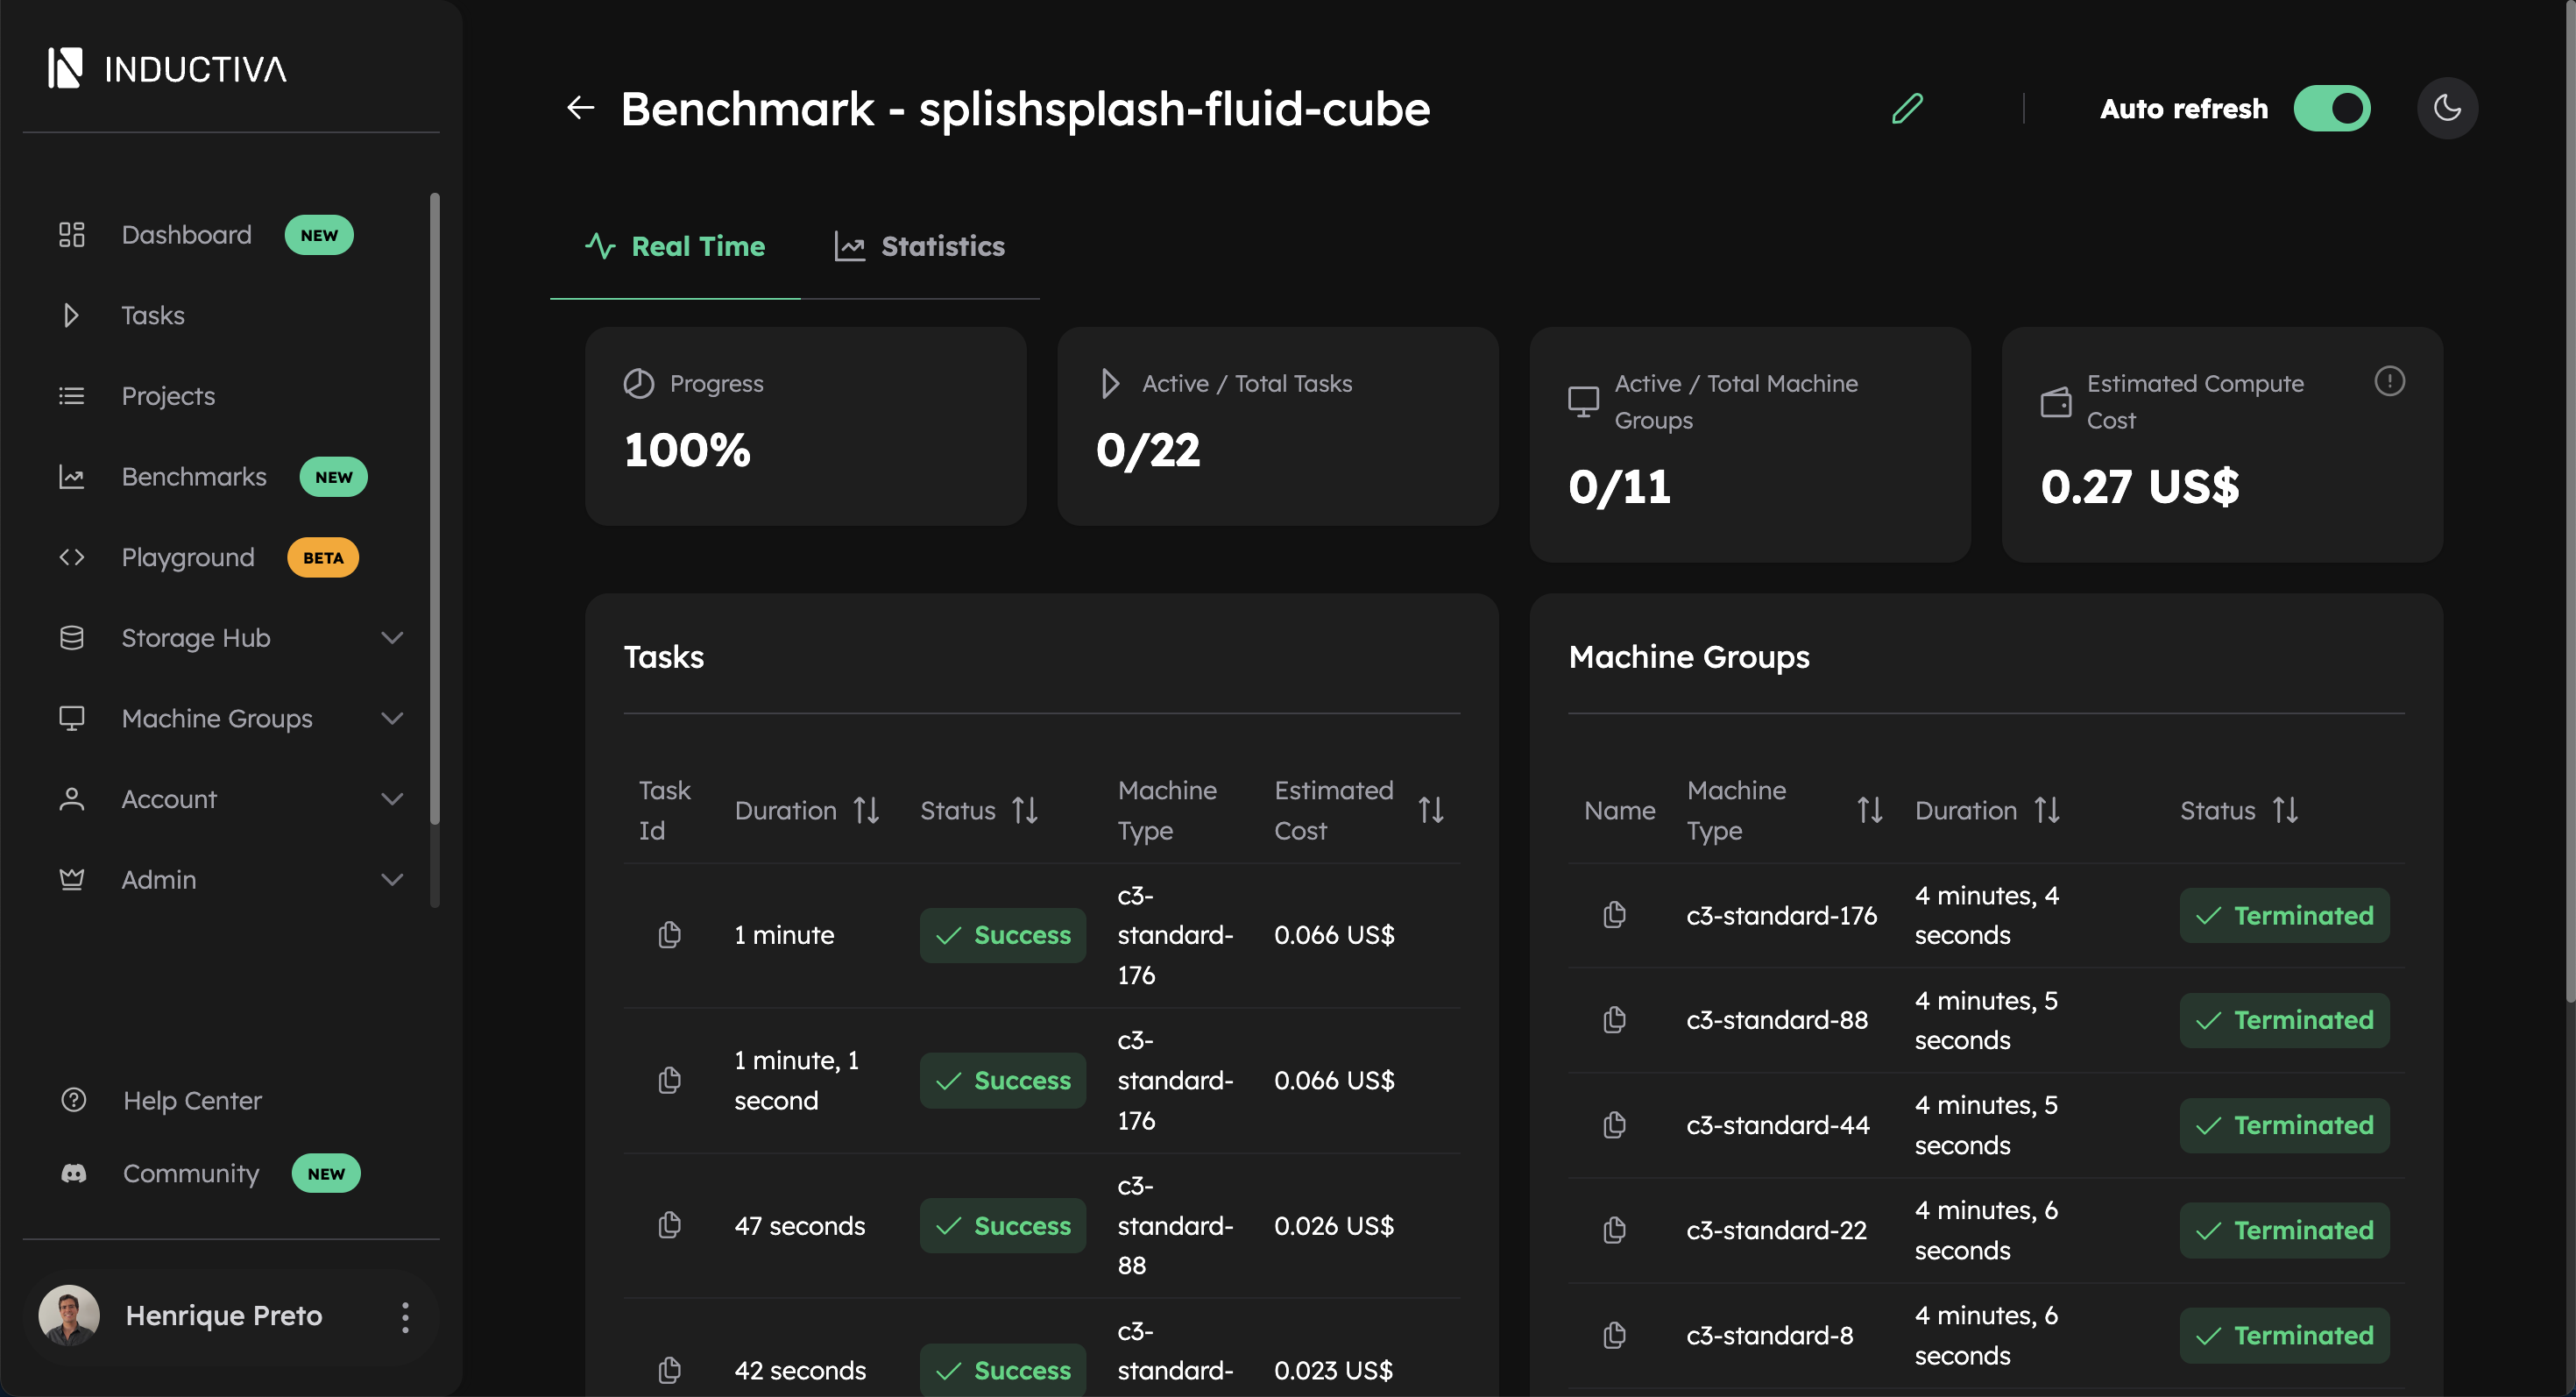 INDUCTIVA
Dashboard NEW
Tasks
Projects
Benchmarks NEW
Playground BETA
Storage Hub
Machine Groups
Account
Admin
Help Center
Community NEW
Henrique Preto
Benchmark - splishsplash-fluid-cube
Auto refresh
Real Time
Statistics
Progress
100%
Active / Total Tasks
0/22
Active / Total Machine
Groups
0/11
Estimated Compute
Cost
0.27 US$
Tasks
Task
Id
Duration
Status
Machine
Type
Estimated
Cost
1 minute
Success
c3-
standard-
176
0.066 US$
1 minute, 1
second
Success
c3-
standard-
176
0.066 US$
47 seconds
Success
c3-
standard-
88
0.026 US$
42 seconds
Success
c3-
standard-
0.023 US$
Machine Groups
Name
Machine
Type
Duration
Status
c3-standard-176
4 minutes, 4
seconds
Terminated
c3-standard-88
4 minutes, 5
seconds
Terminated
c3-standard-44
4 minutes, 5
seconds
Terminated
c3-standard-22
4 minutes, 6
seconds
Terminated
c3-standard-8
4 minutes, 6
seconds
Terminated